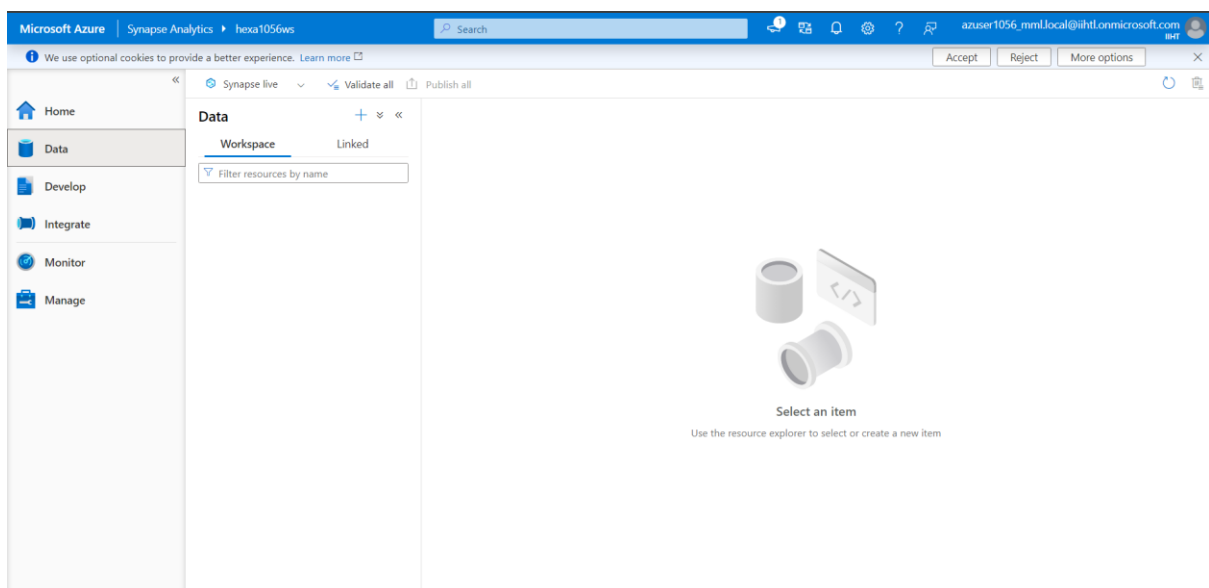 Microsoft Azure Synapse Analytics hexa1056ws Search 1 azuser1056_mml.local@iihtl.onmicrosoft.com
IIHT
We use optional cookies to provide a better experience. Learn more Accept Reject More options
Synapse live Validate all Publish all
Home
Data
Develop
Integrate
Monitor
Manage
Data
Workspace Linked
Filter resources by name
Select an item
Use the resource explorer to select or create a new item